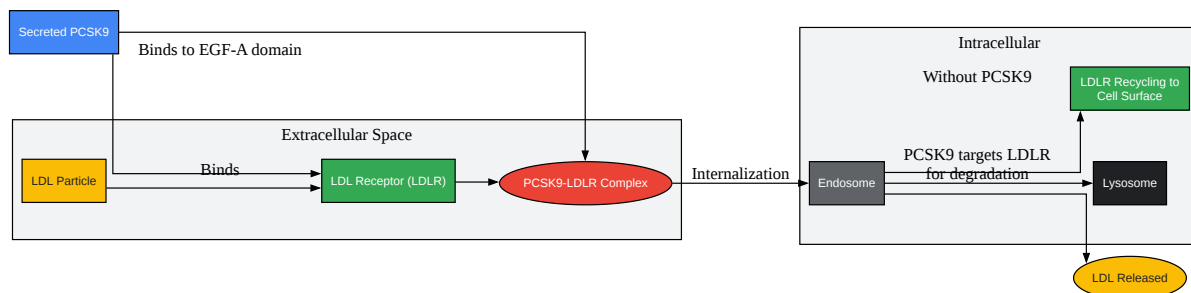 Secreted PCSK9
Binds to EGF-A domain
Intracellular
Without PCSK9
LDLR Recycling to
Cell Surface
Extracellular Space
LDL Particle
Binds
LDL Receptor (LDLR)
PCSK9-LDLR Complex
Internalization
Endosome
PCSK9 targets LDLR
for degradation
Lysosome
LDL Released